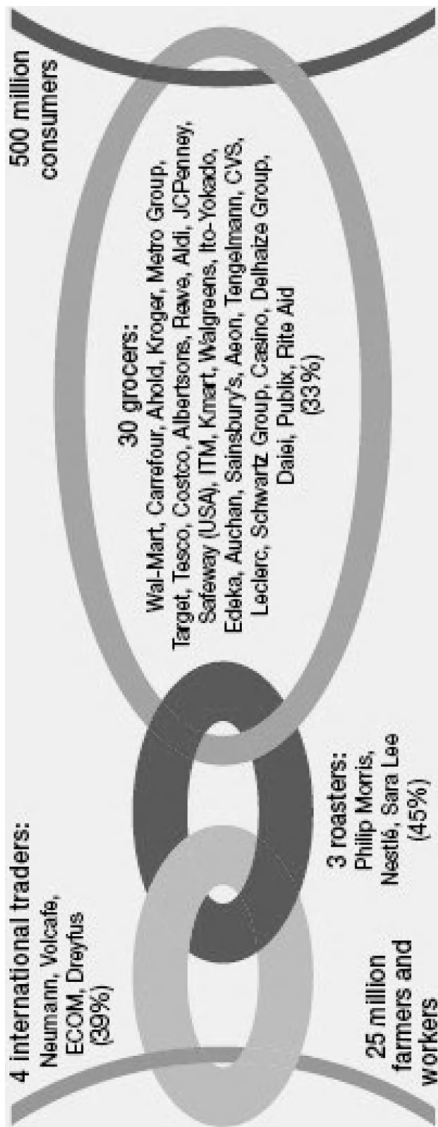 500 million
consumers
30 grocers:
Wal-Mart, Carrefour, Ahold, Kroger, Metro Group,
Target, Tesco, Costco, Albertsons, Rewe, Aldi, JCPenney,
Safeway (USA), ITM, Kmart, Walgreens, Ito-Yokado,
Edeka, Auchan, Sainsbury's, Aeon, Tengelmann, CVS,
Leclerc, Schwartz Group, Casino, Delhaize Group,
Daiei, Publix, Rite Aid
(33%)
3 roasters:
Philip Morris,
Nestlé, Sara Lee
(45%)
4 international traders:
Neumann, Volcafe,
ECOM, Dreyfus
(39%)
25 million
farmers and
workers